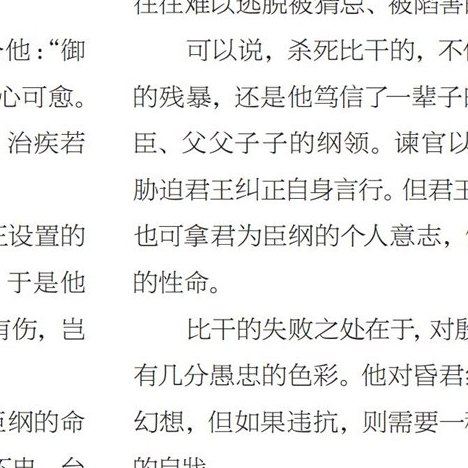 他：“御
心可愈。
治疾若
设置的
于是他
有伤，岂
臣纲的命
往往难以逃脱被猜忌、被陷害
可以说，杀死比干的，不
的残暴，还是他笃信了一辈子
臣、父父子子的纲领。谏官以
胁迫君王纠正自身言行。但君王
也可拿君为臣纲的个人意志，
的性命。
比干的失败之处在于，对殷
有几分愚忠的色彩。他对昏君
幻想，但如果违抗，则需要一
的自戕